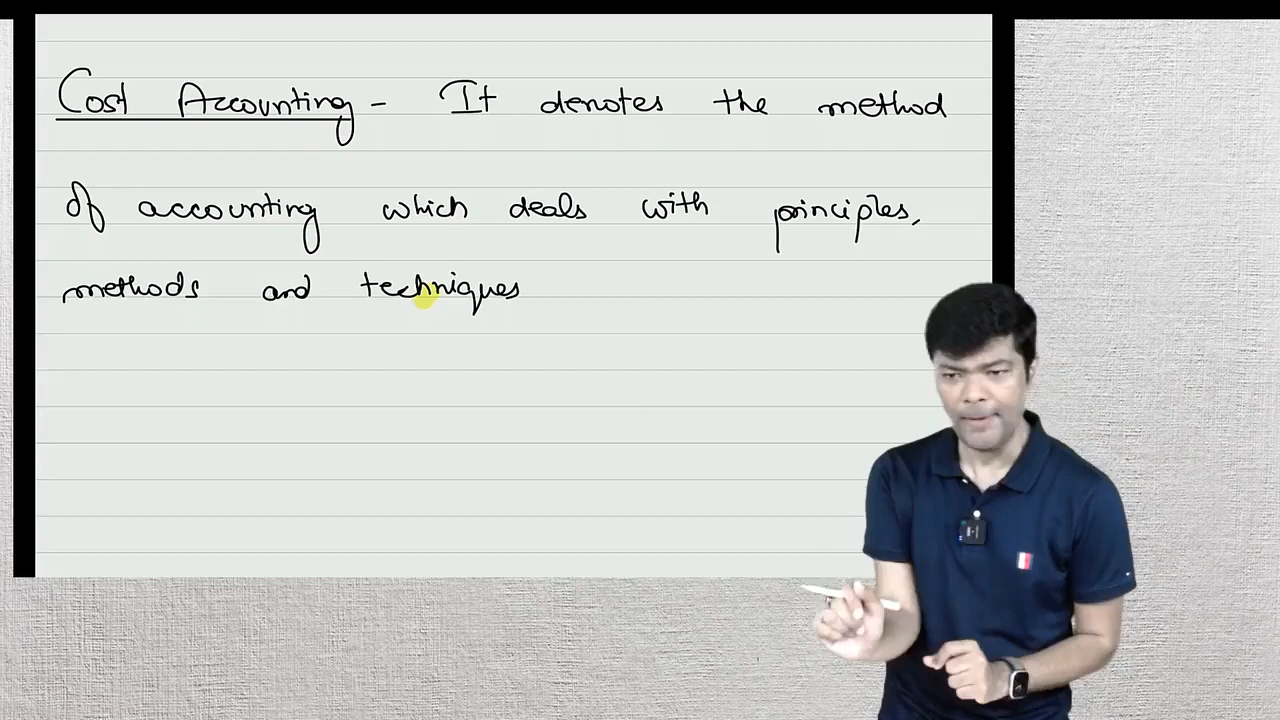 Cost Accounting - It denotes the method
of accounting which deals with principles,
methods and techniques